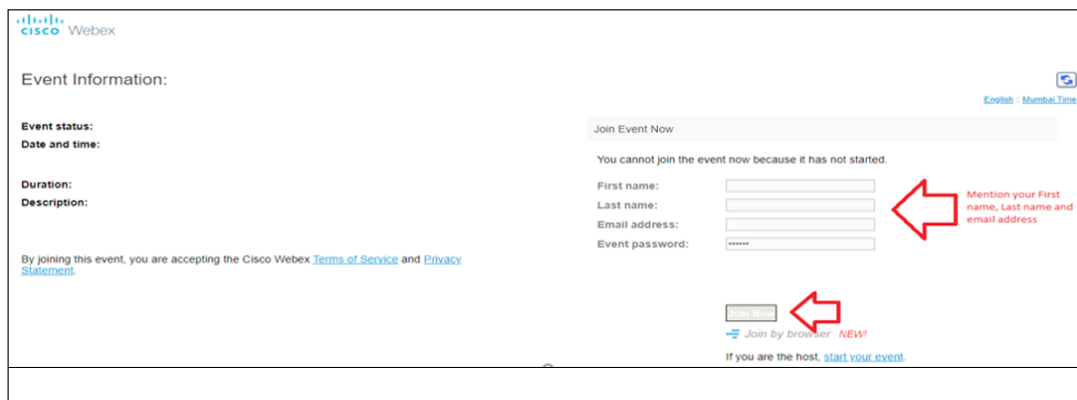 CISCO Webex
Event Information:
English : Mumbai Time
Event status:
Date and time:
Duration:
Description:
By joining this event, you are accepting the Cisco Webex Terms of Service and Privacy
Statement.
Join Event Now
You cannot join the event now because it has not started.
First name:
Last name:
Email address:
Event password:
••••••
Mention your First
name, Last name and
email address
Join Now
Join by browser NEW!
If you are the host, start your event.